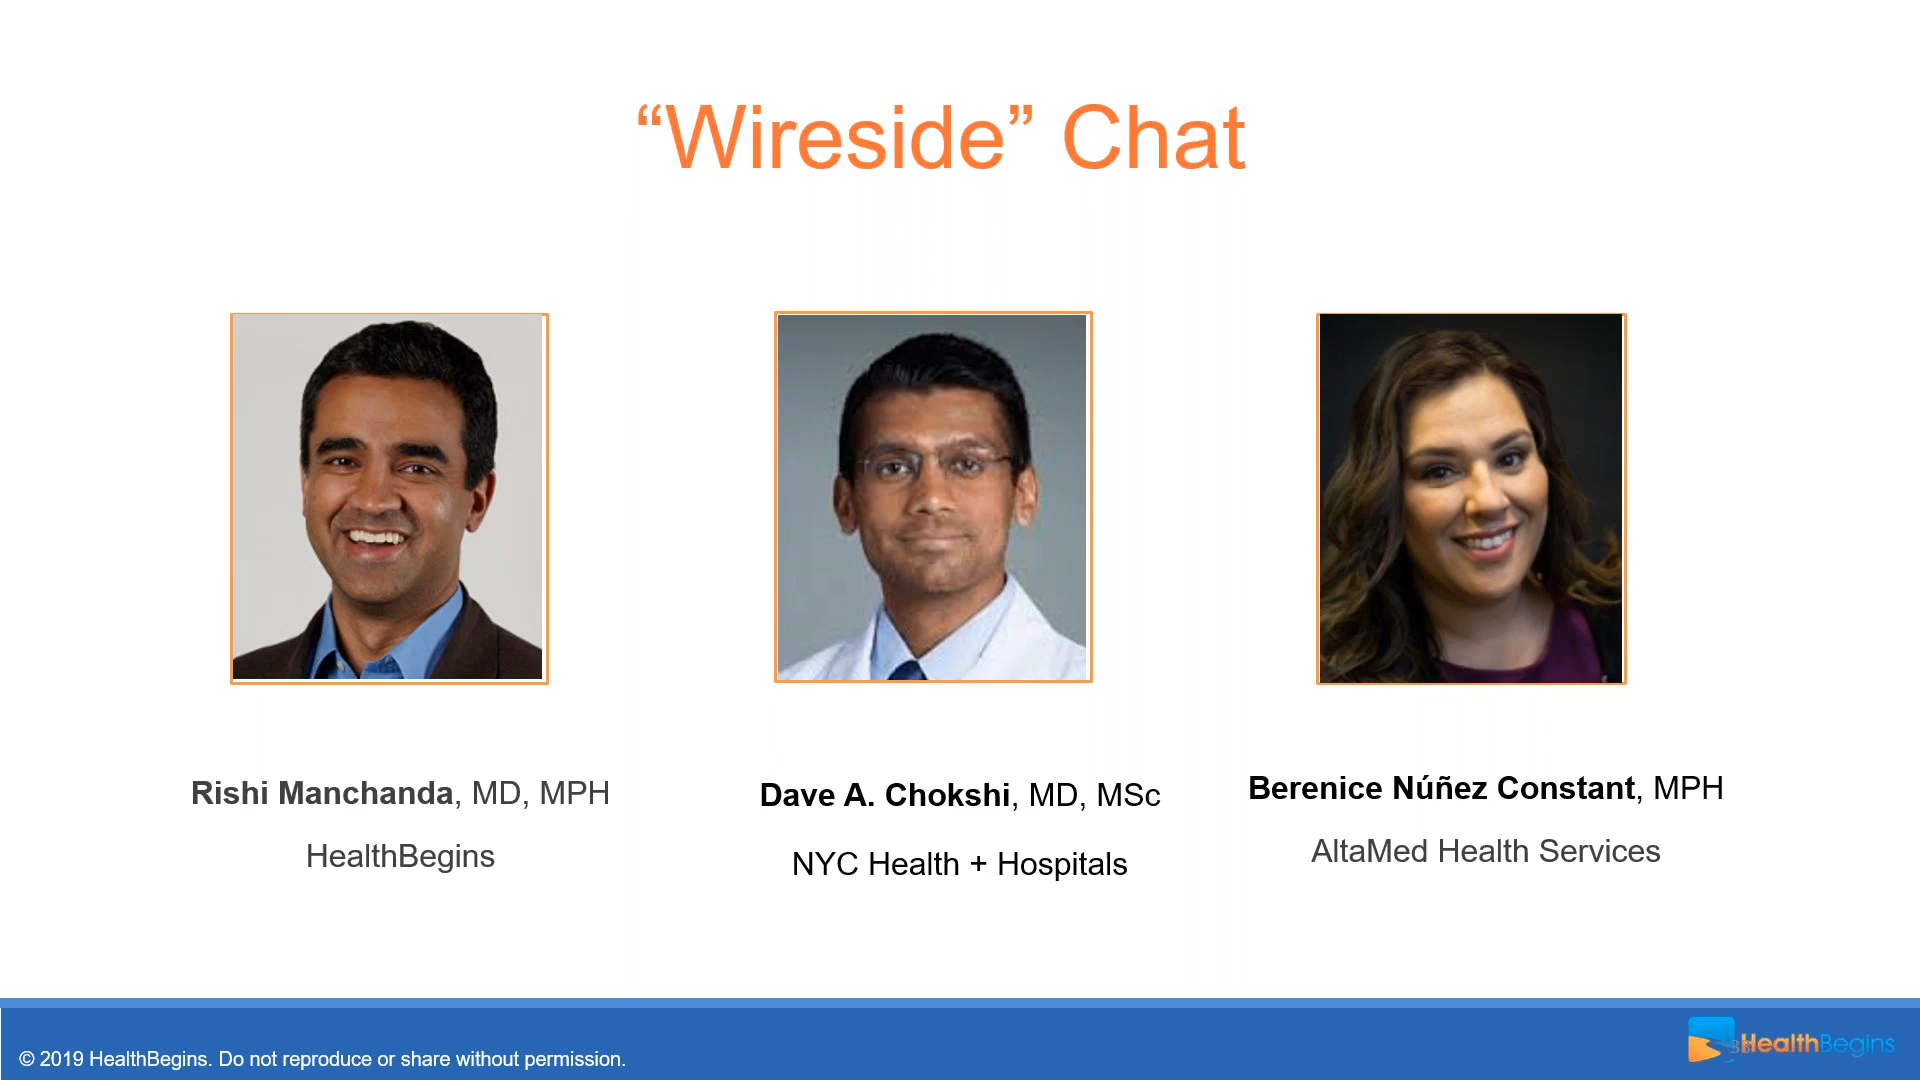 “Wireside” Chat
Rishi Manchanda, MD, MPH
HealthBegins
Dave A. Chokshi, MD, MSc
NYC Health + Hospitals
Berenice Núñez Constant, MPH
AltaMed Health Services
© 2019 HealthBegins. Do not reproduce or share without permission.
HealthBegins